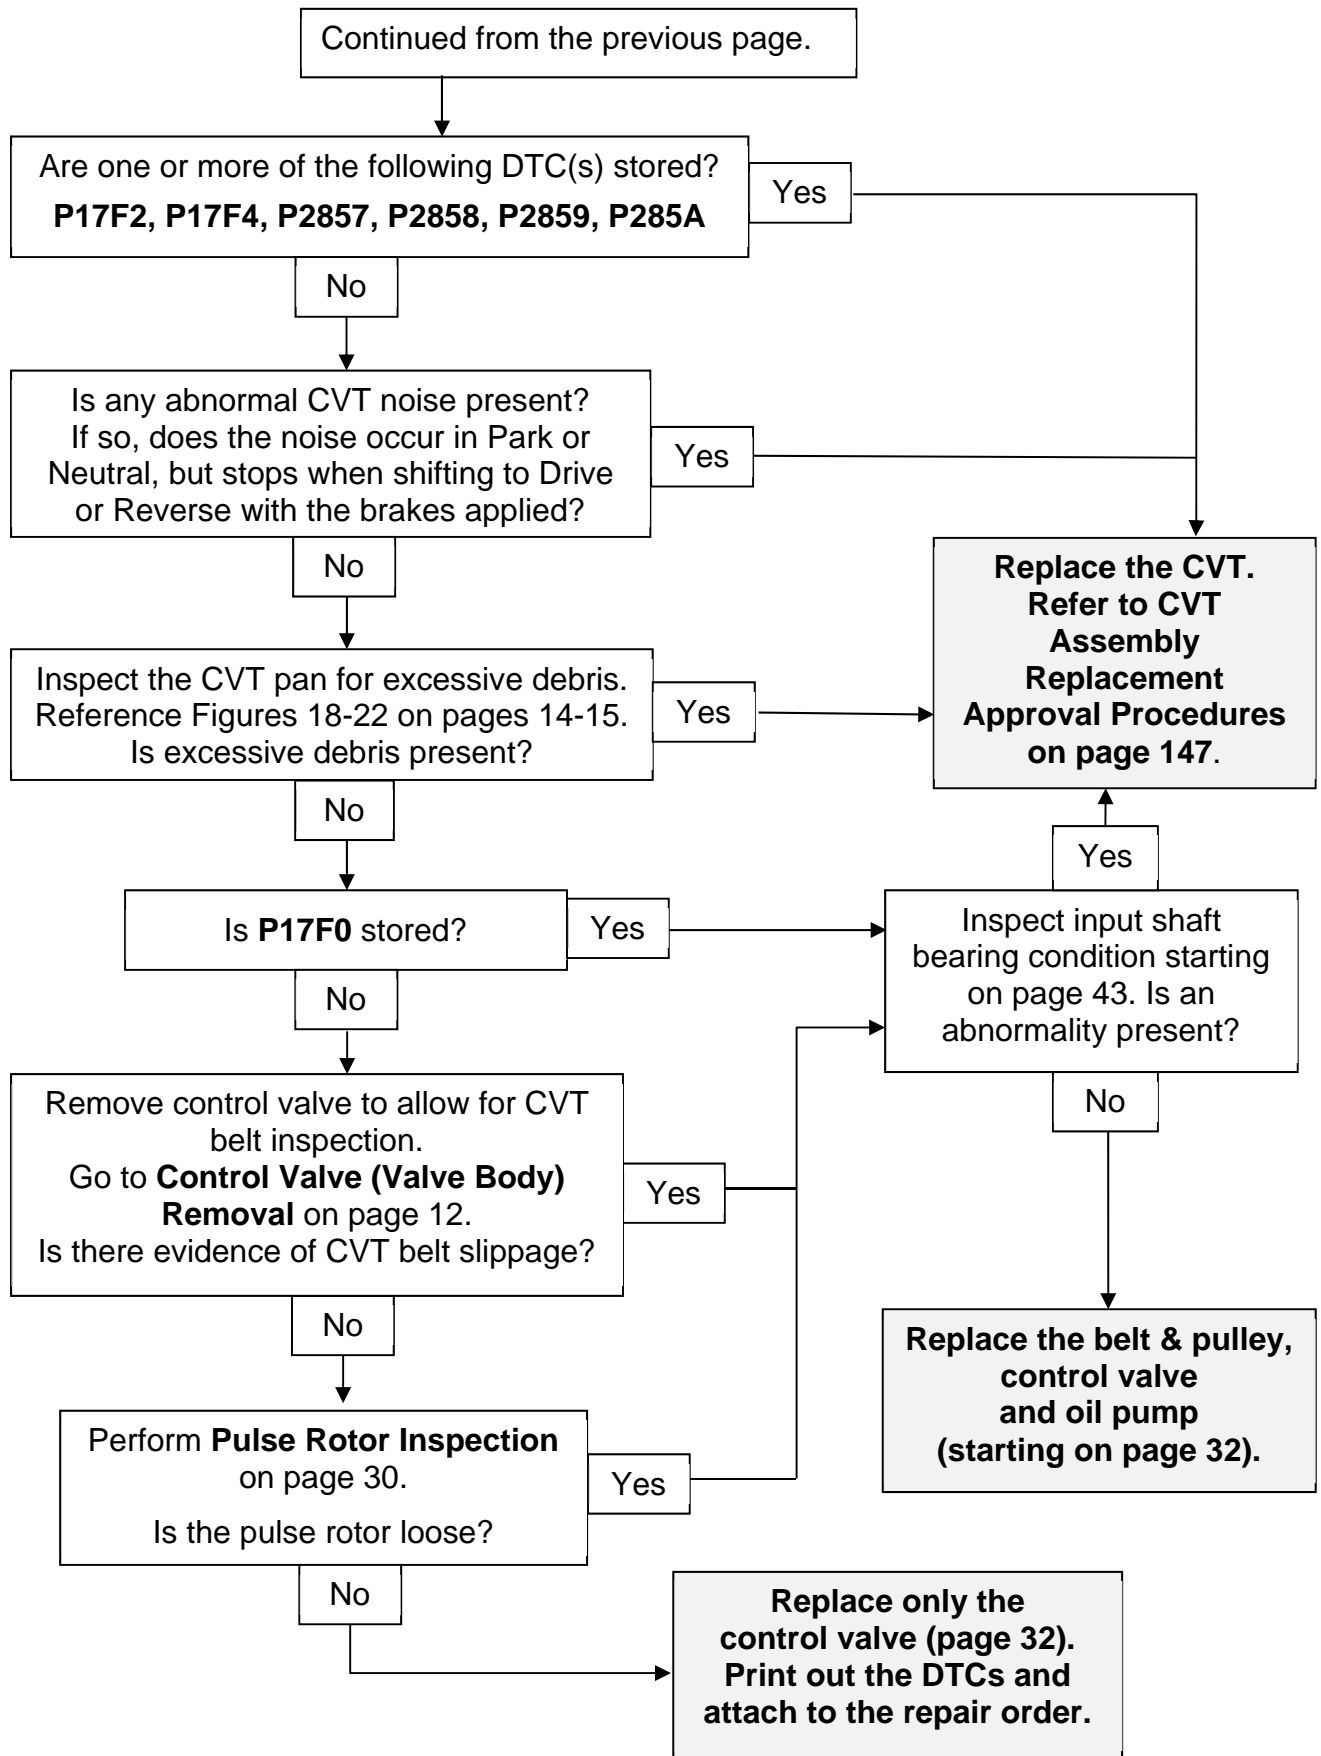 Continued from the previous page.
Are one or more of the following DTC(s) stored?
P17F2, P17F4, P2857, P2858, P2859, P285A
Yes
No
Is any abnormal CVT noise present?
If so, does the noise occur in Park or
Neutral, but stops when shifting to Drive
or Reverse with the brakes applied?
Yes
No
Inspect the CVT pan for excessive debris.
Reference Figures 18-22 on pages 14-15.
Is excessive debris present?
Yes
No
Replace the CVT.
Refer to CVT
Assembly
Replacement
Approval Procedures
on page 147.
Yes
Is P17F0 stored?
Yes
No
Inspect input shaft
bearing condition starting
on page 43. Is an
abnormality present?
No
Remove control valve to allow for CVT
belt inspection.
Go to Control Valve (Valve Body)
Removal on page 12.
Is there evidence of CVT belt slippage?
Yes
No
Replace the belt & pulley,
control valve
and oil pump
(starting on page 32).
Perform Pulse Rotor Inspection
on page 30.
Is the pulse rotor loose?
Yes
No
Replace only the
control valve (page 32).
Print out the DTCs and
attach to the repair order.